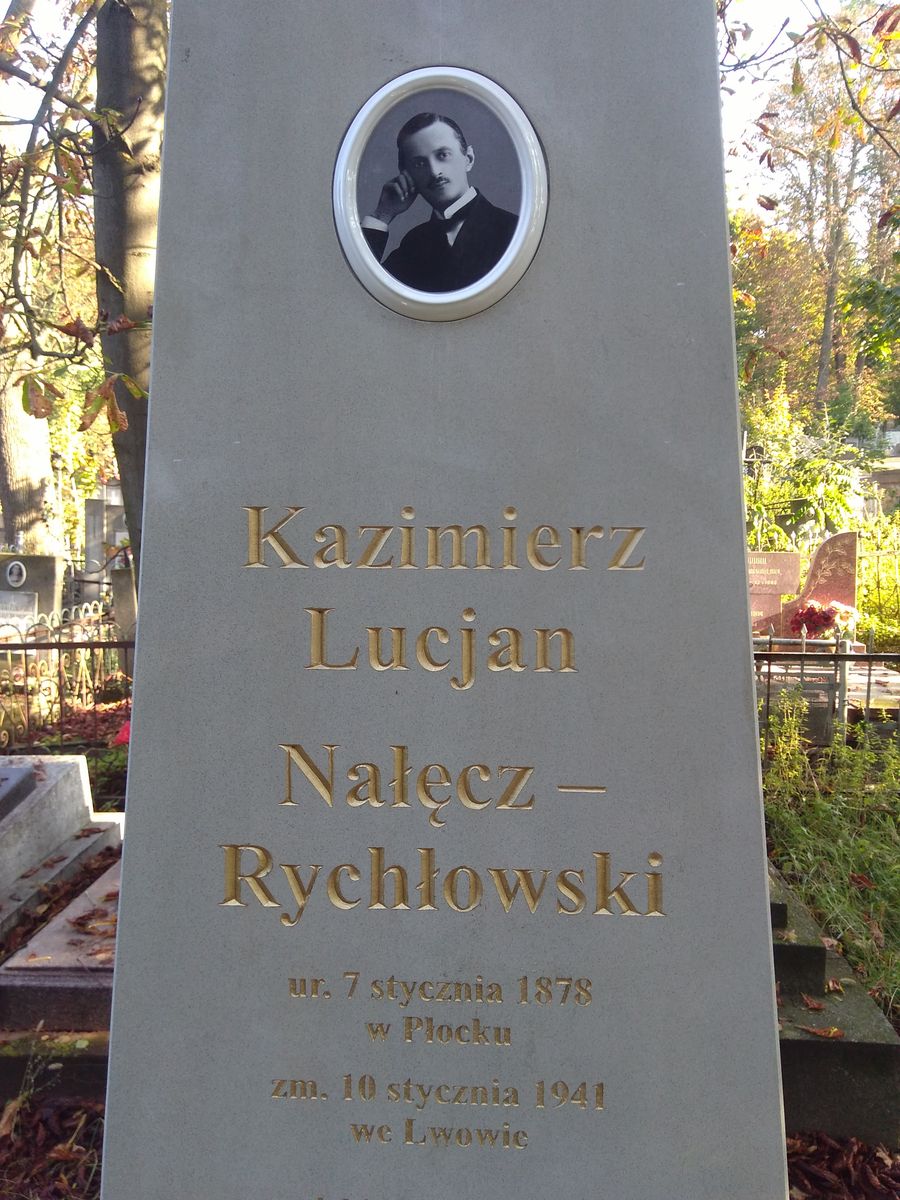 Kazimierz
Lucjan
Nałęcz –
Rychłowski
ur. 7 stycznia 1878
w Płocku
zm. 10 stycznia 1941
we Lwowie